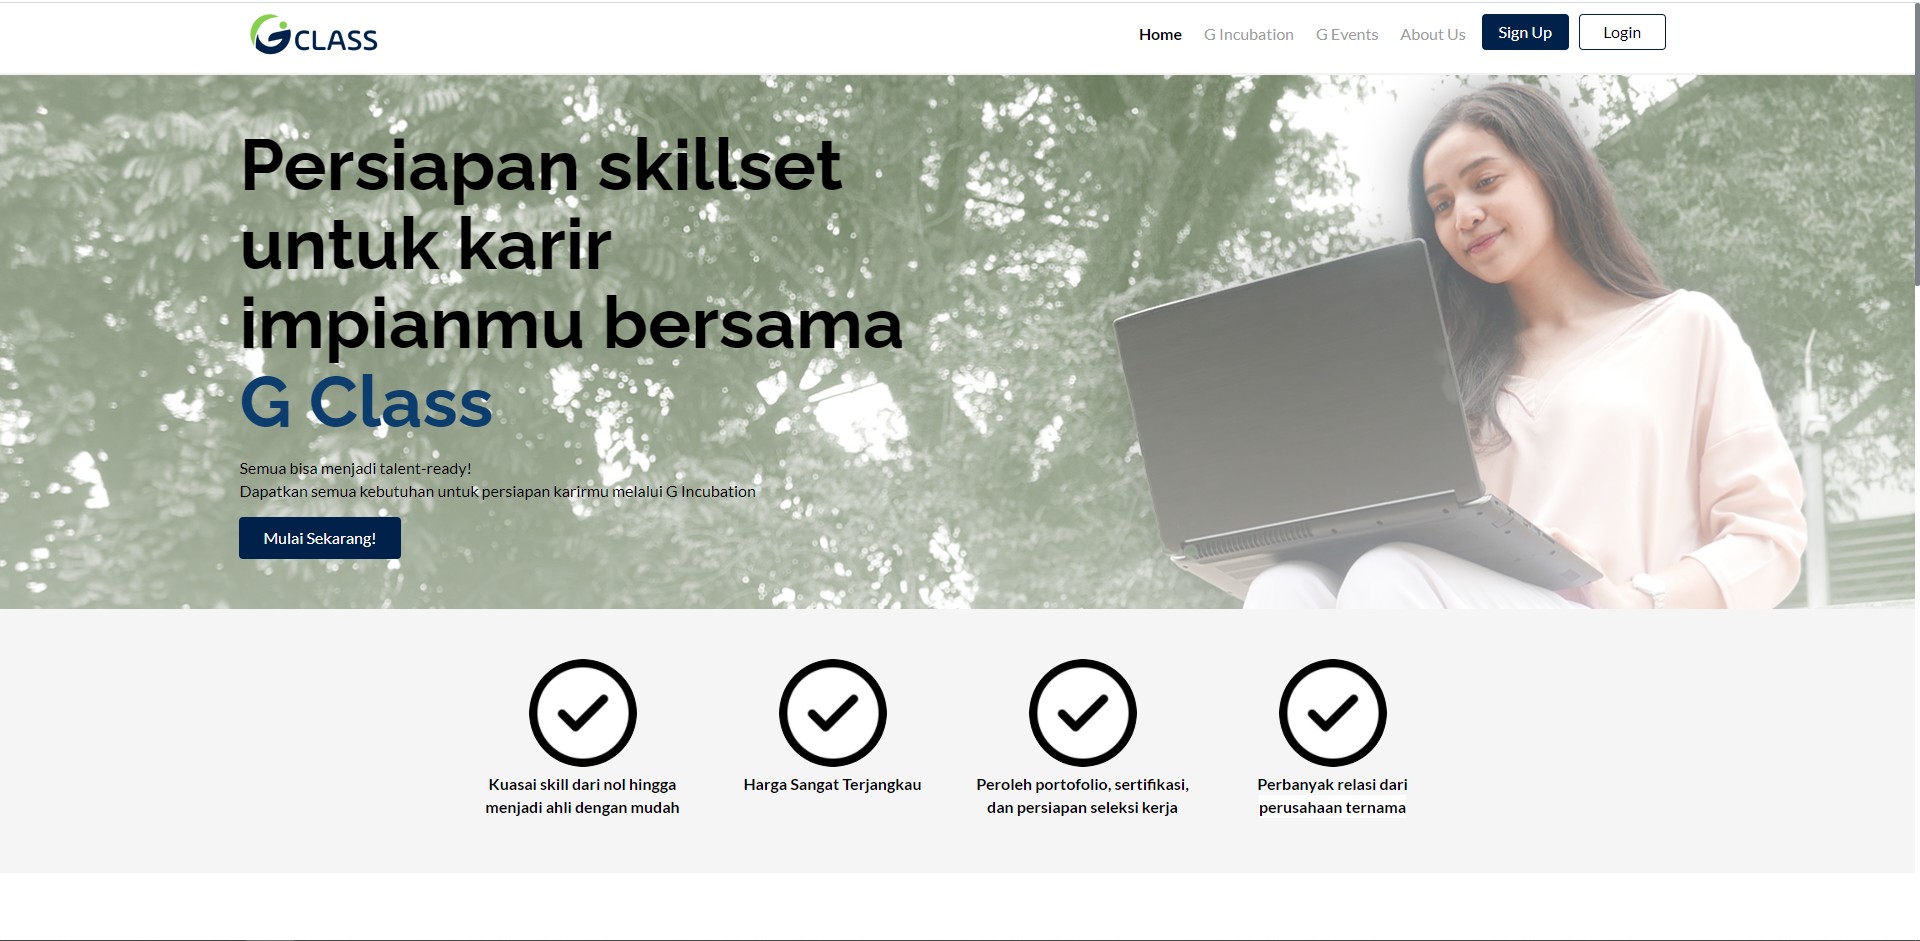 G CLASS
Home G Incubation G Events About Us Sign Up Login
Persiapan skillset
untuk karir
impianmu bersama
G Class
Semua bisa menjadi talent-ready!
Dapatkan semua kebutuhan untuk persiapan karirmu melalui G Incubation
Mulai Sekarang!
Kuasai skill dari nol hingga
menjadi ahli dengan mudah
Harga Sangat Terjangkau
Peroleh portofolio, sertifikasi,
dan persiapan seleksi kerja
Perbanyak relasi dari
perusahaan ternama